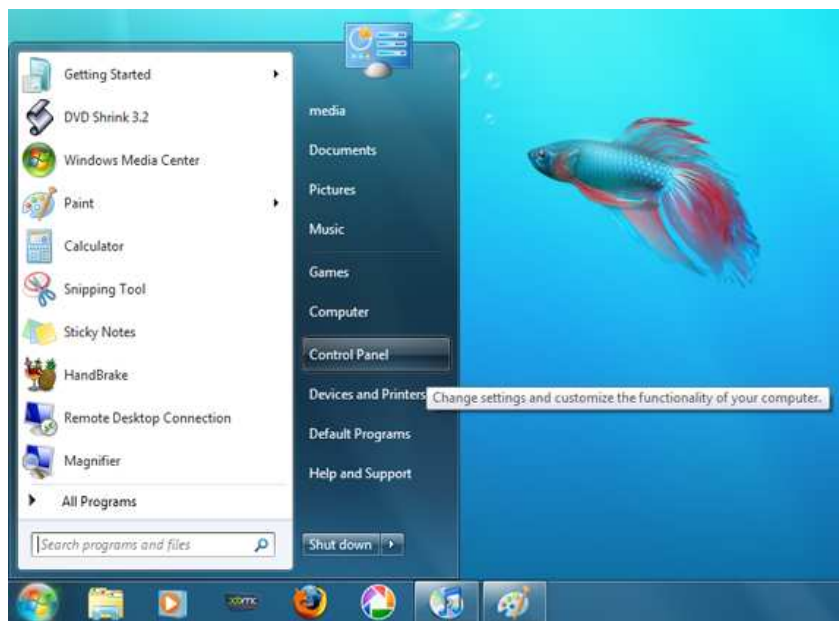 Getting Started
DVD Shrink 3.2
Windows Media Center
Paint
Calculator
Snipping Tool
Sticky Notes
HandBrake
Remote Desktop Connection
Magnifier
All Programs
Search programs and files
media
Documents
Pictures
Music
Games
Computer
Control Panel
Devices and Printers
Change settings and customize the functionality of your computer.
Default Programs
Help and Support
Shut down
xbmc